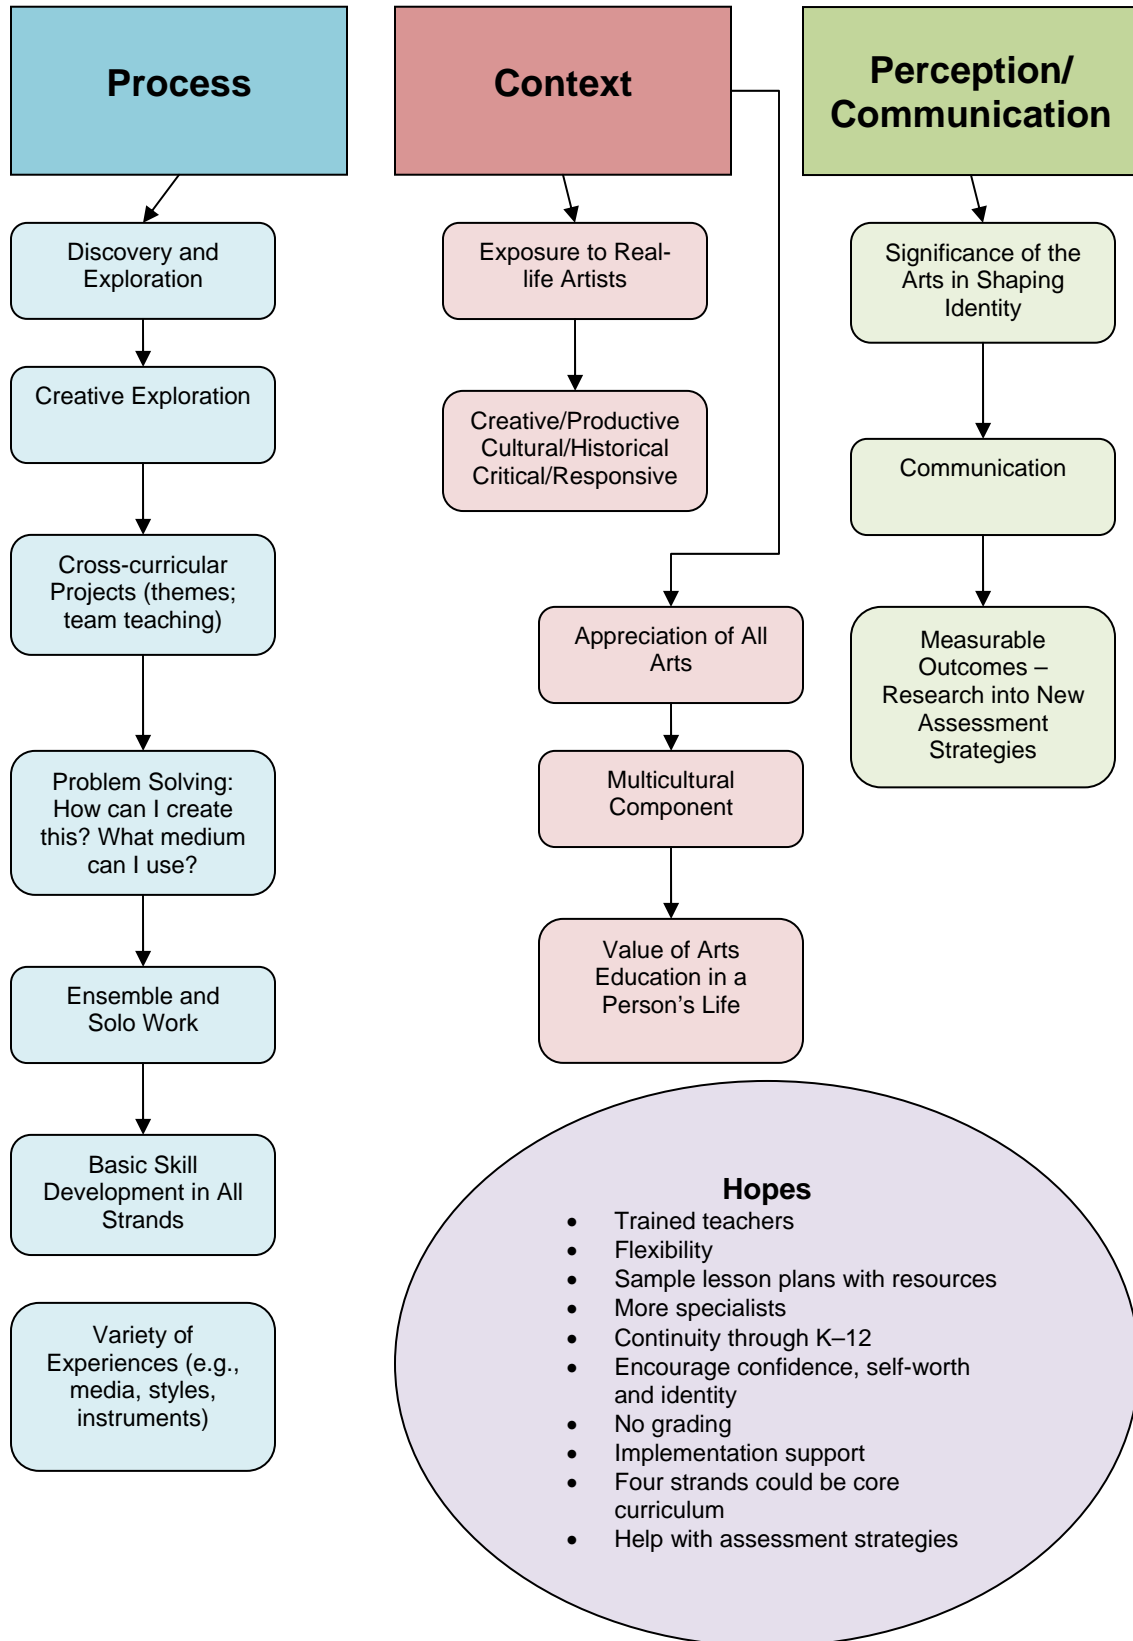 Process
Discovery and
Exploration
Creative Exploration
Cross-curricular
Projects (themes;
team teaching)
Problem Solving:
How can I create
this? What medium
can I use?
Ensemble and
Solo Work
Basic Skill
Development in All
Strands
Variety of
Experiences (e.g.,
media, styles,
instruments)
Context
Exposure to Real-
life Artists
Creative/Productive
Cultural/Historical
Critical/Responsive
Appreciation of All
Arts
Multicultural
Component
Value of Arts
Education in a
Person’s Life
Perception/
Communication
Significance of the
Arts in Shaping
Identity
Communication
Measurable
Outcomes –
Research into New
Assessment
Strategies
Hopes
• Trained teachers
• Flexibility
• Sample lesson plans with resources
• More specialists
• Continuity through K–12
• Encourage confidence, self-worth
and identity
• No grading
• Implementation support
• Four strands could be core
curriculum
• Help with assessment strategies